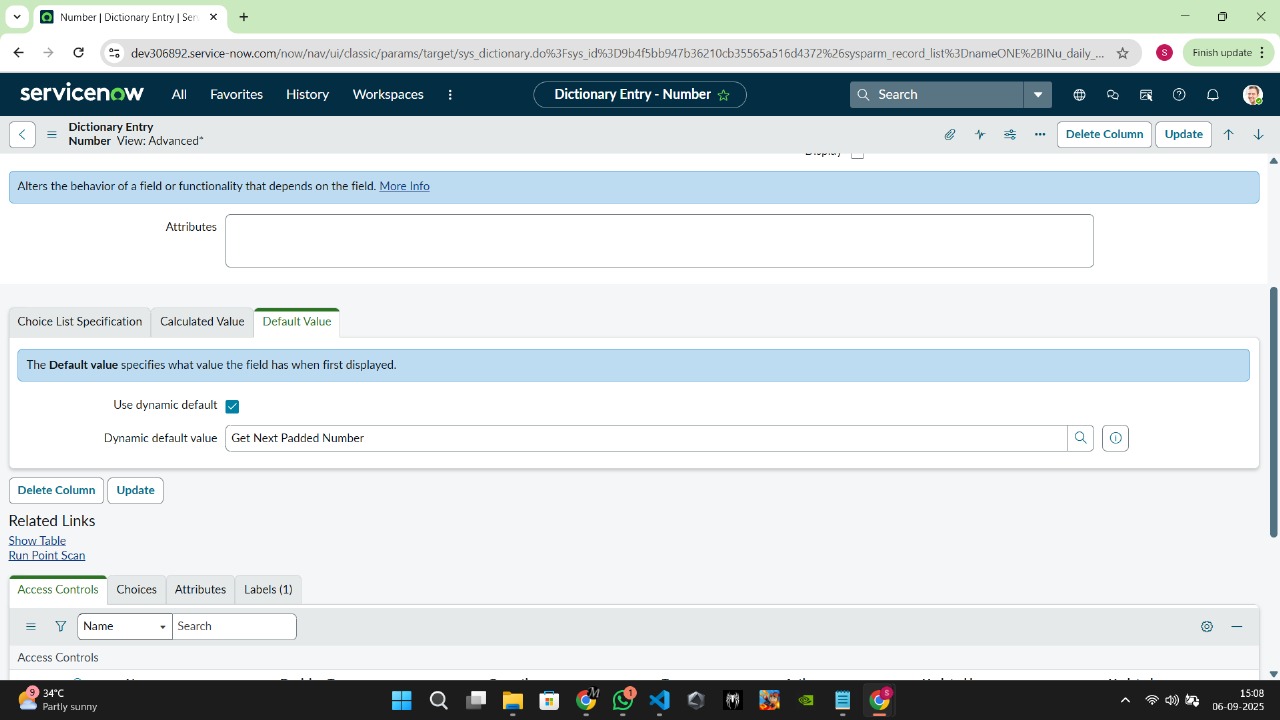 Number | Dictionary Entry | Ser
dev306892.service-now.com/now/nav/ui/classic/params/target/sys_dictionary.do%3Fsys_id%3D9b4f5bb947b36210cb35565a516d4372%26sysparm_record_list%3DnameONE%2BINu_daily_...
S
Finish update
servicenow
All
Favorites
History
Workspaces
Dictionary Entry - Number
Search
Dictionary Entry
Number View: Advanced*
Delete Column
Update
Display
Alters the behavior of a field or functionality that depends on the field. More Info
Attributes
Choice List Specification
Calculated Value
Default Value
The Default value specifies what value the field has when first displayed.
Use dynamic default
Dynamic default value
Get Next Padded Number
Delete Column
Update
Related Links
Show Table
Run Point Scan
Access Controls
Choices
Attributes
Labels (1)
Name
Search
Access Controls
9
34°C
Partly sunny
M
1
S
15:08
06-09-2025